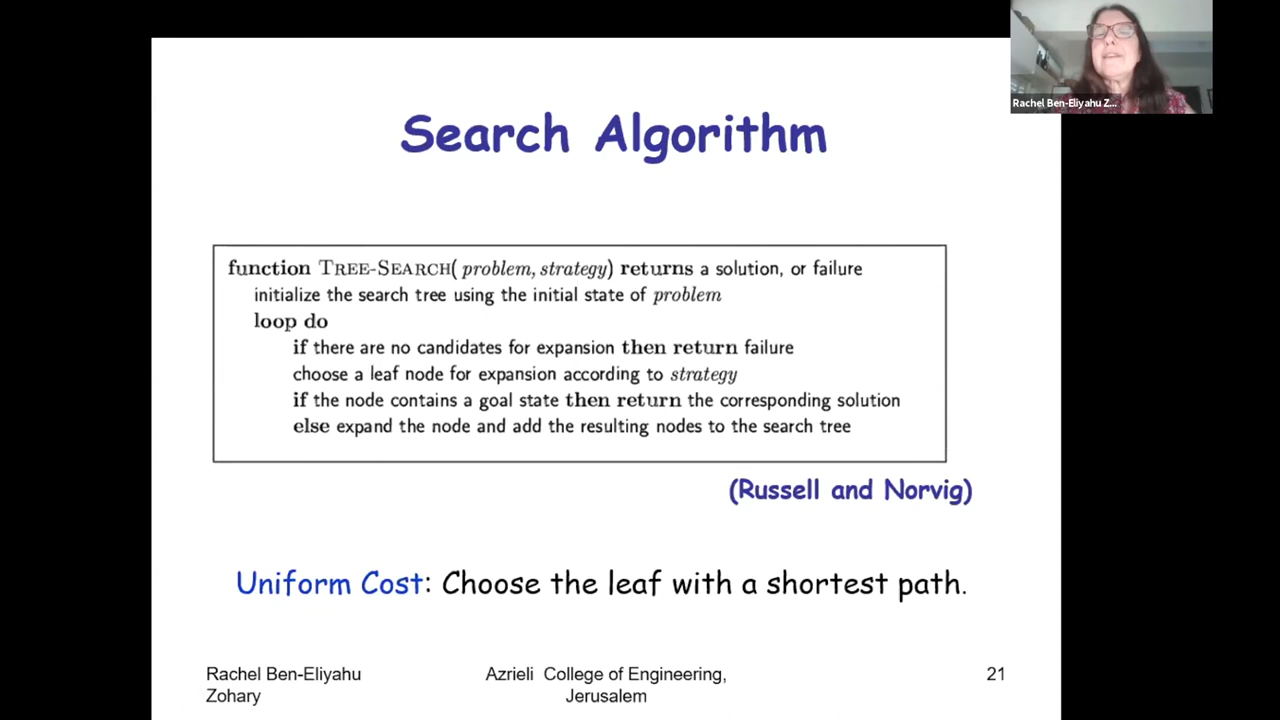 Rachel Ben-Eliyahu Z...
Search Algorithm
function TREE-SEARCH( problem, strategy) returns a solution, or failure
initialize the search tree using the initial state of problem
loop do
if there are no candidates for expansion then return failure
choose a leaf node for expansion according to strategy
if the node contains a goal state then return the corresponding solution
else expand the node and add the resulting nodes to the search tree
(Russell and Norvig)
Uniform Cost: Choose the leaf with a shortest path.
Rachel Ben-Eliyahu
Zohary
Azrieli College of Engineering,
Jerusalem
21